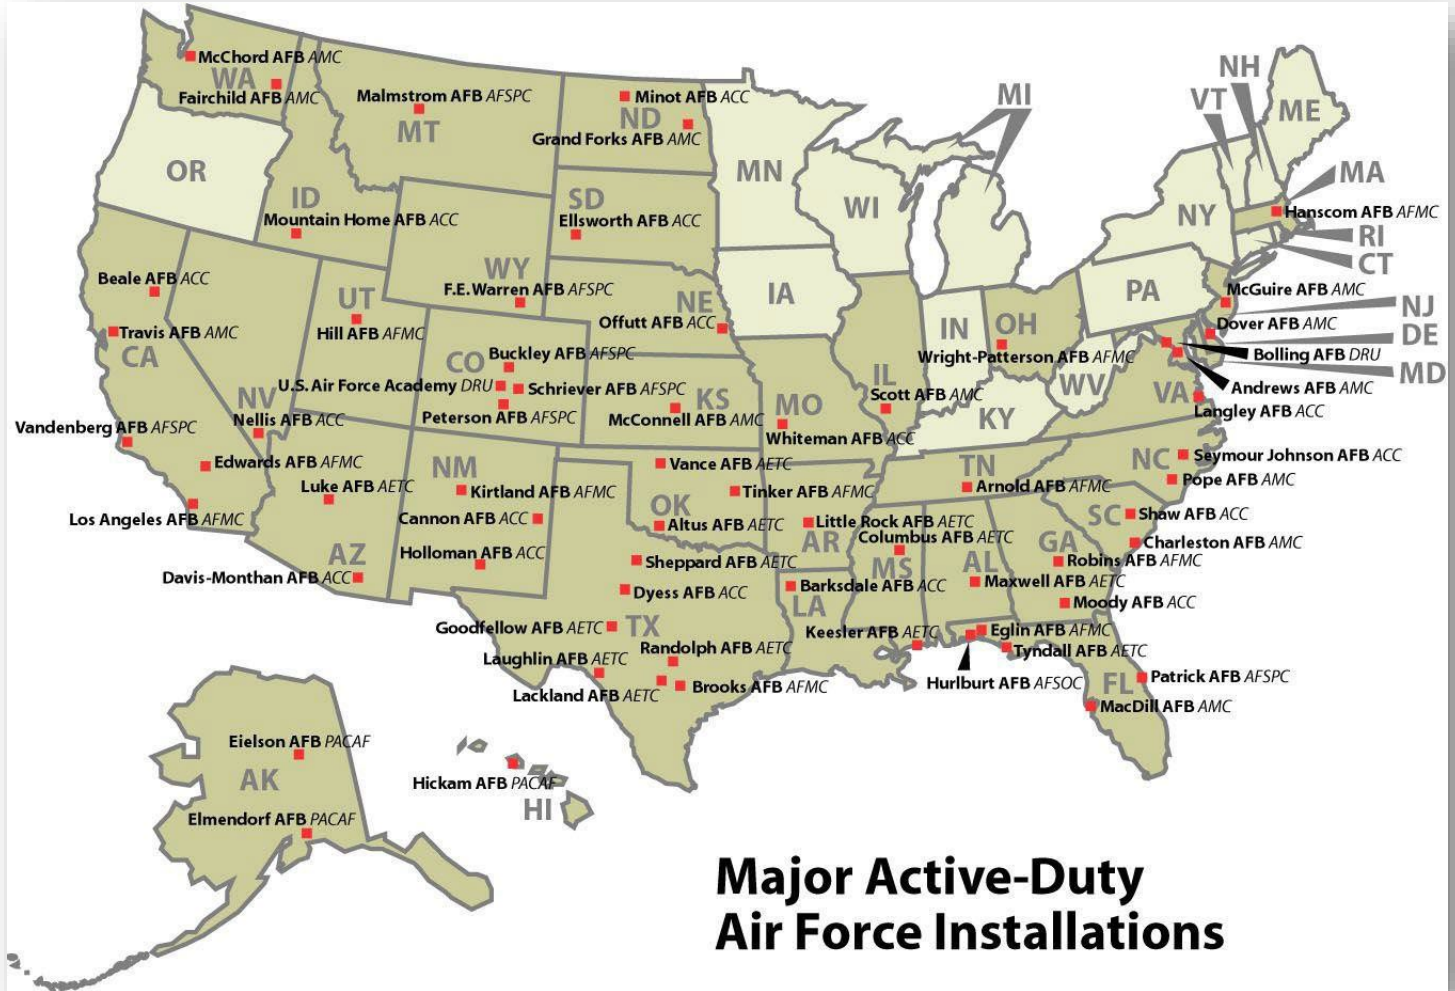 McChord AFB AMC
WA
Fairchild AFB AMC
Malmstrom AFB AFSPC
MT
Minot AFB ACC
ND
Grand Forks AFB AMC
OR
ID
Mountain Home AFB ACC
SD
Ellsworth AFB ACC
MN
WI
MI
NH
VT
ME
MA
NY
Hanscom AFB AFMC
RI
CT
Beale AFB ACC
Travis AFB AMC
CA
UT
Hill AFB AFMC
WY
F.E.Warren AFB AFSPC
NE
Offutt AFB ACC
IA
IN
OH
Wright-Patterson AFB AFMC
PA
McGuire AFB AMC
NJ
Dover AFB AMC
DE
Bolling AFB DRU
MD
Andrews AFB AMC
WV
VA
Langley AFB ACC
CO
Buckley AFB AFSPC
U.S. Air Force Academy DRU
Schriever AFB AFSPC
Peterson AFB AFSPC
KS
McConnell AFB AMC
MO
Whiteman AFB ACC
IL
Scott AFB AMC
KY
NV
Nellis AFB ACC
Vandenberg AFB AFSPC
Edwards AFB AFMC
Los Angeles AFB AFMC
Luke AFB AETC
AZ
Davis-Monthan AFB ACC
NM
Kirtland AFB AFMC
Cannon AFB ACC
Holloman AFB ACC
Vance AFB AETC
Tinker AFB AFMC
OK
Altus AFB AETC
Little Rock AFB AETC
AR
TN
Arnold AFB AFMC
NC
Seymour Johnson AFB ACC
Pope AFB AMC
SC
Shaw AFB ACC
Charleston AFB AMC
Columbus AFB AETC
MS
AL
Maxwell AFB AETC
GA
Robins AFB AFMC
Moody AFB ACC
Sheppard AFB AETC
Dyess AFB ACC
Goodfellow AFB AETC
TX
Laughlin AFB AETC
Randolph AFB AETC
Lackland AFB AETC
Brooks AFB AFMC
Barksdale AFB ACC
LA
Keesler AFB AETC
Eglin AFB AFMC
Tyndall AFB AETC
Hurlburt AFB AFSOC
FL
Patrick AFB AFSPC
MacDill AFB AMC
Eielson AFB PACAF
AK
Elmendorf AFB PACAF
Hickam AFB PACAF
HI
Major Active-Duty
Air Force Installations